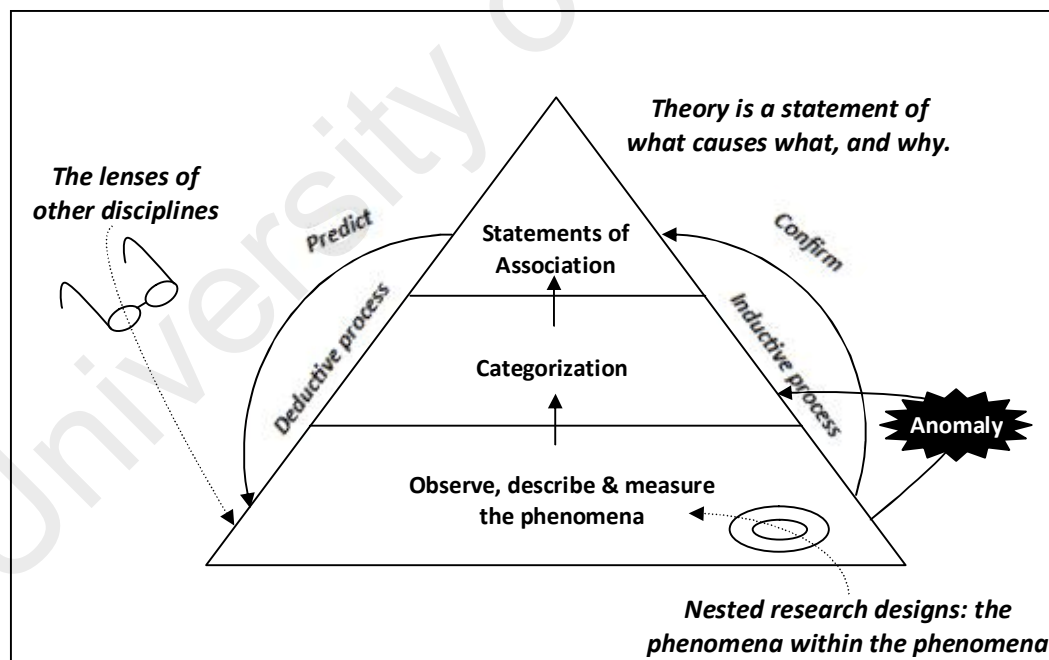 University o
Theory is a statement of
what causes what, and why.
The lenses of
other disciplines
Predict
Confirm
Statements of
Association
Deductive process
Inductive process
Categorization
Anomaly
Observe, describe & measure
the phenomena
Nested research designs: the
phenomena within the phenomena